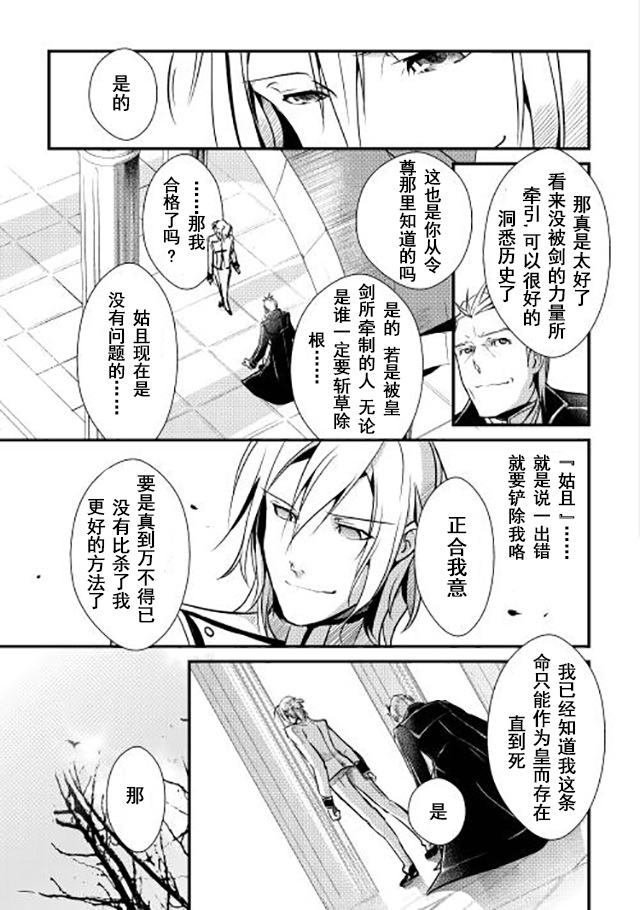 是的
那真是太好了
看来没被剑的力量所
牵引，可以很好的
洞悉历史了
这也是你从令
尊那里知道的吗
是的 若是被皇
剑所牵制的人 无论
是谁一定要斩草除
根……
……那我
合格了吗？
姑且现在是
没有问题的……
『姑且』……
就是说一出错
就要铲除我咯
正合我意
要是真到万不得已
没有比杀了我
更好的方法了
我已经知道我这条
命只能作为皇而存在
直到死
是
那